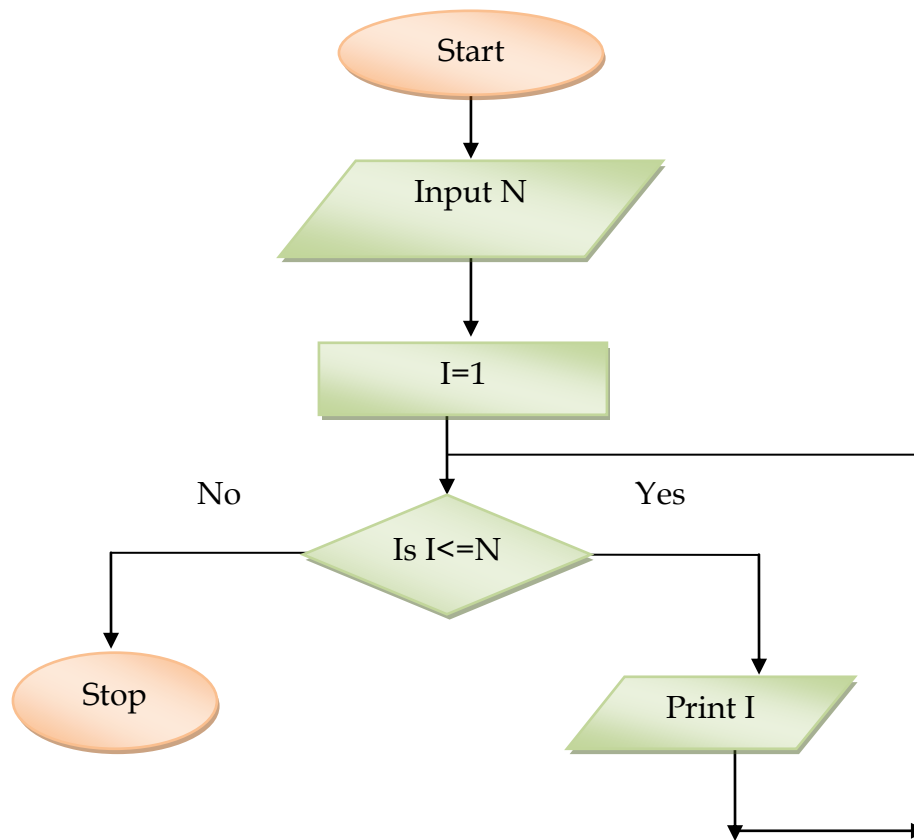 Start
Input N
I=1
No
Yes
Is I<=N
Stop
Print I